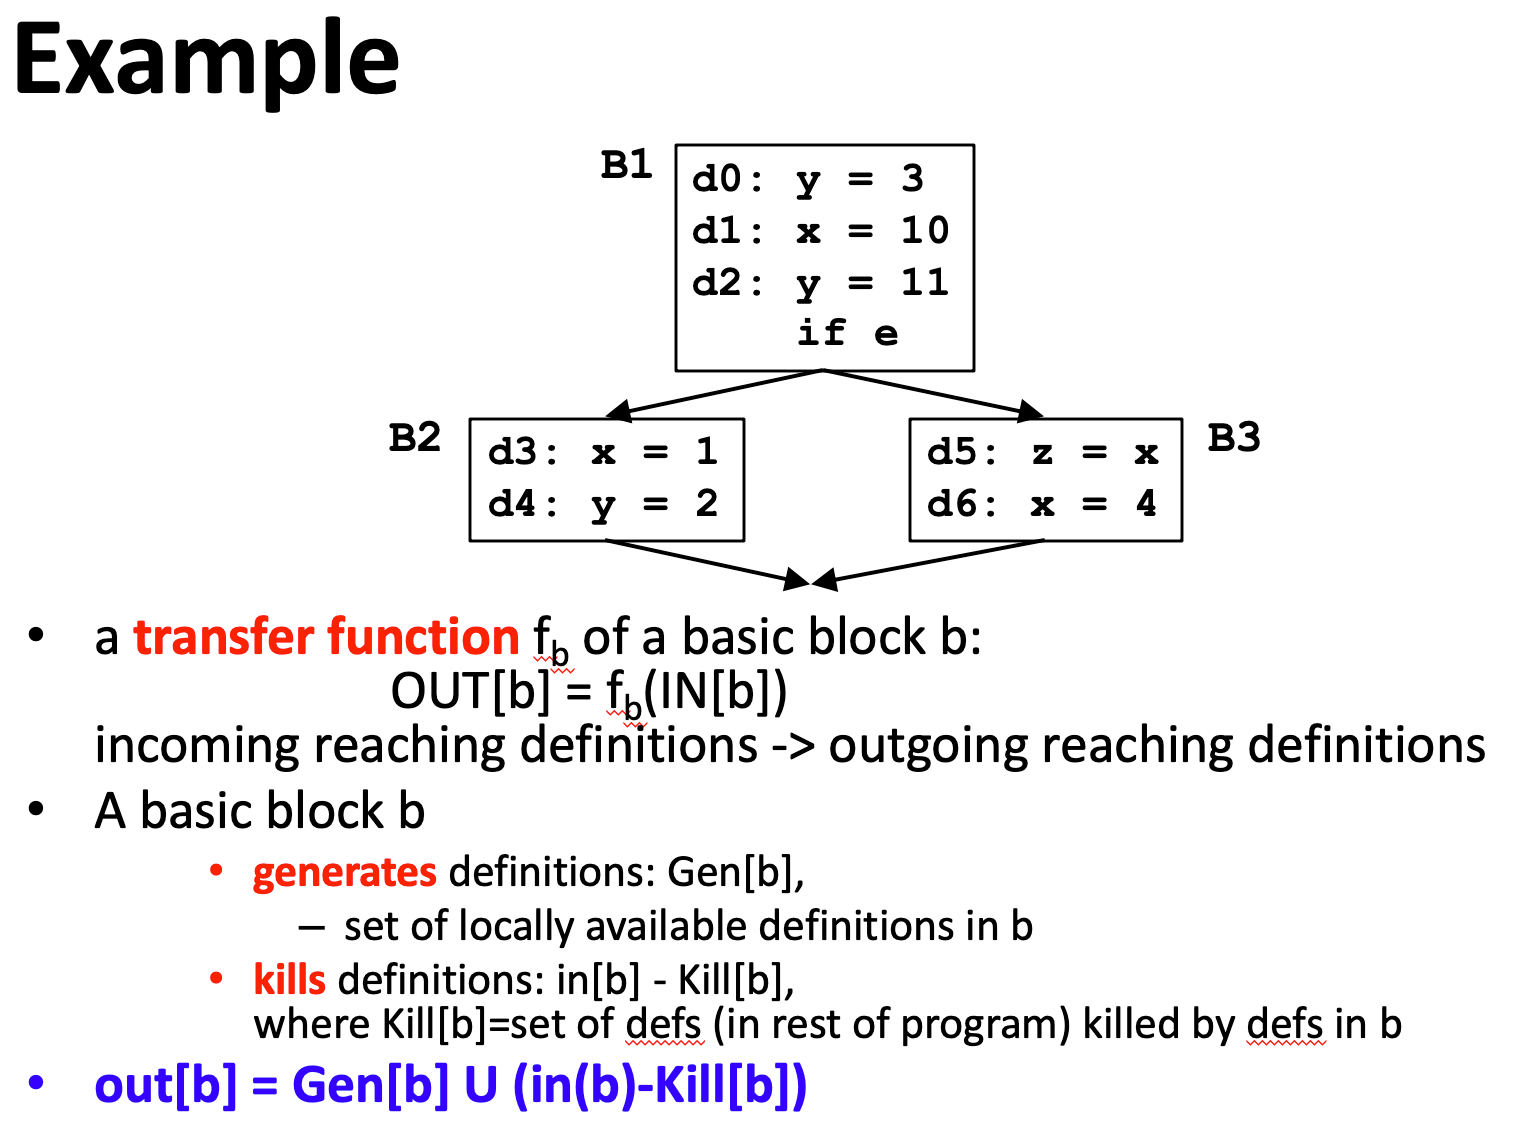 Example
B1
d0: y = 3
d1: x = 10
d2: y = 11
if e
B2
d3: x = 1
d4: y = 2
d5: z = x
d6: x = 4
B3
• a transfer function fb of a basic block b:
OUT[b] = fb(IN[b])
incoming reaching definitions -> outgoing reaching definitions
• A basic block b
• generates definitions: Gen[b],
– set of locally available definitions in b
• kills definitions: in[b] - Kill[b],
where Kill[b]=set of defs (in rest of program) killed by defs in b
• out[b] = Gen[b] U (in(b)-Kill[b])